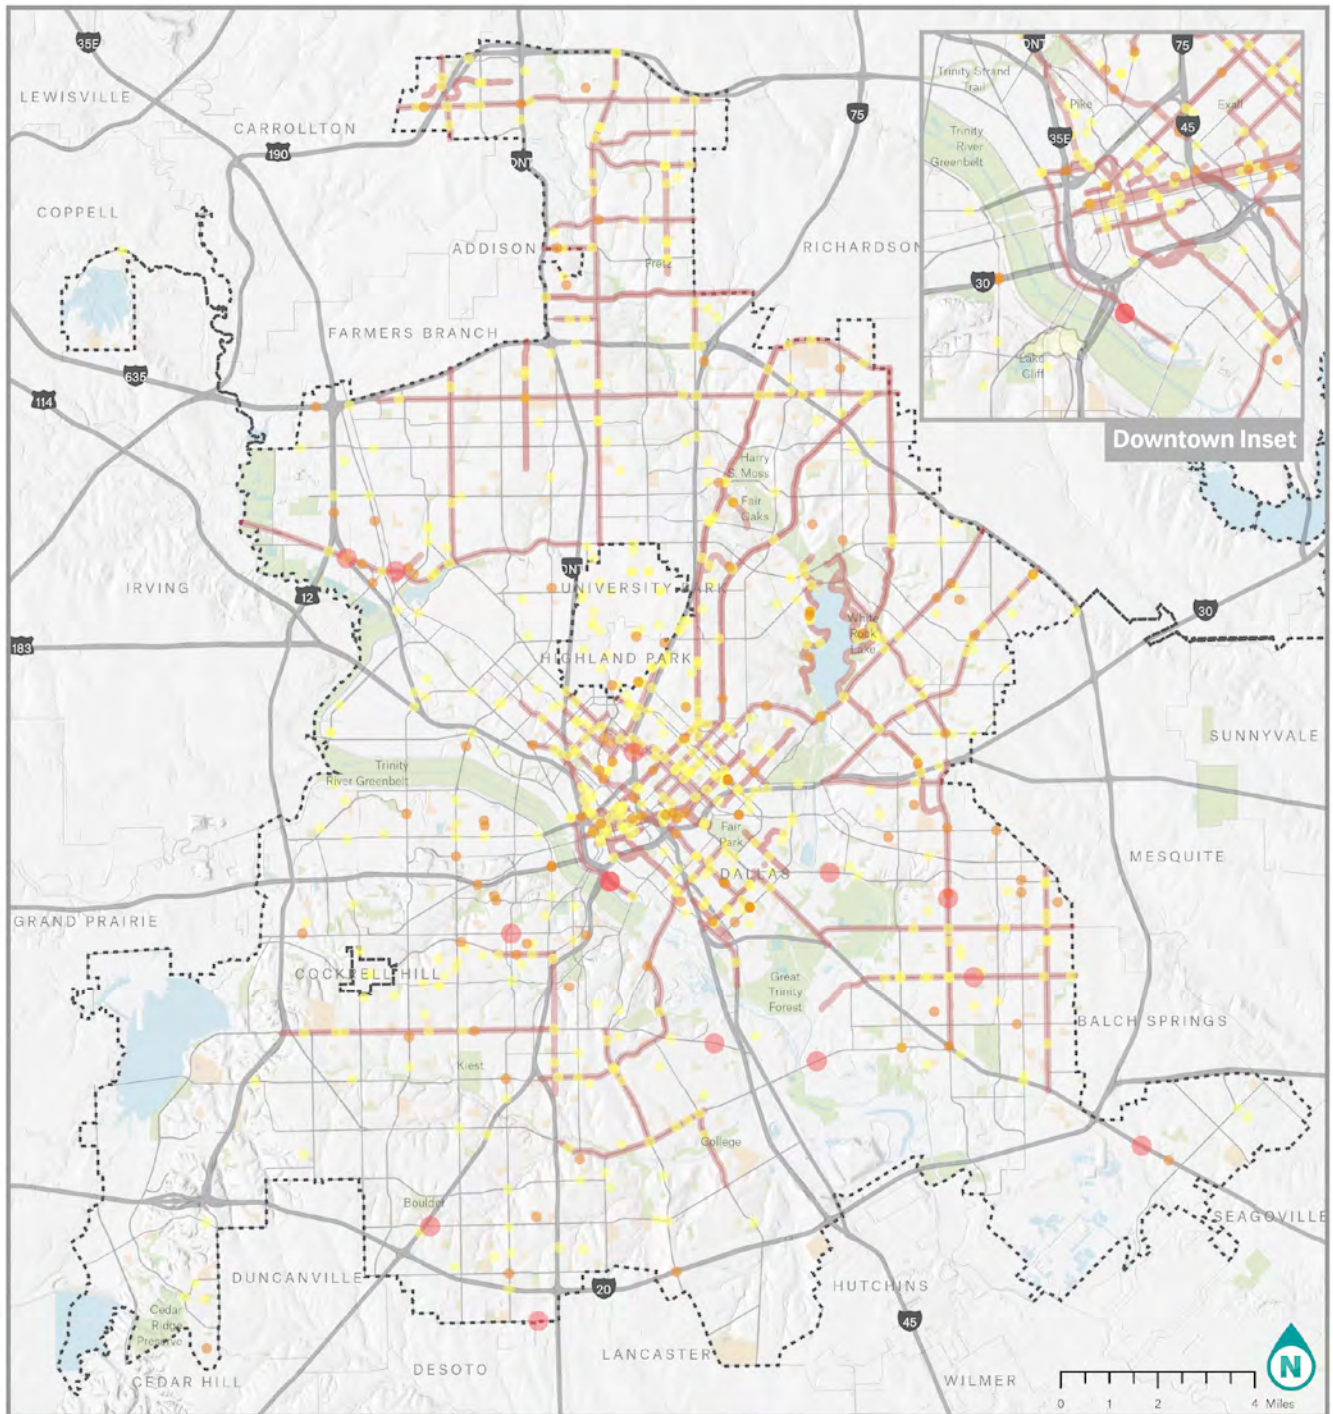 35E
LEWISVILLE
CARROLLTON
190
DNT
75
COPPELL
ADDISON
RICHARDSON
Fretz
FARMERS BRANCH
635
114
DNT
75
Trinity Strand
Trail
Pike
Exall
45
35E
Trinity
River
Greenbelt
30
Lake
Cliff
Downtown Inset
Harry
S. Moss
Fair
Oaks
IRVING
12
DNT
UNIVERSITY PARK
30
183
HIGHLAND PARK
White
Rock
Lake
SUNNYVALE
Trinity
River Greenbelt
Fair
Park
DALLAS
MESQUITE
GRAND PRAIRIE
COCKRELL HILL
Great
Trinity
Forest
BALCH SPRINGS
Kiest
College
Boulder
SEAGOVILLE
DUNCANVILLE
20
HUTCHINS
Cedar
Ridge
Preserve
45
DESOTO
LANCASTER
CEDAR HILL
WILMER
N
0 1 2 4 Miles